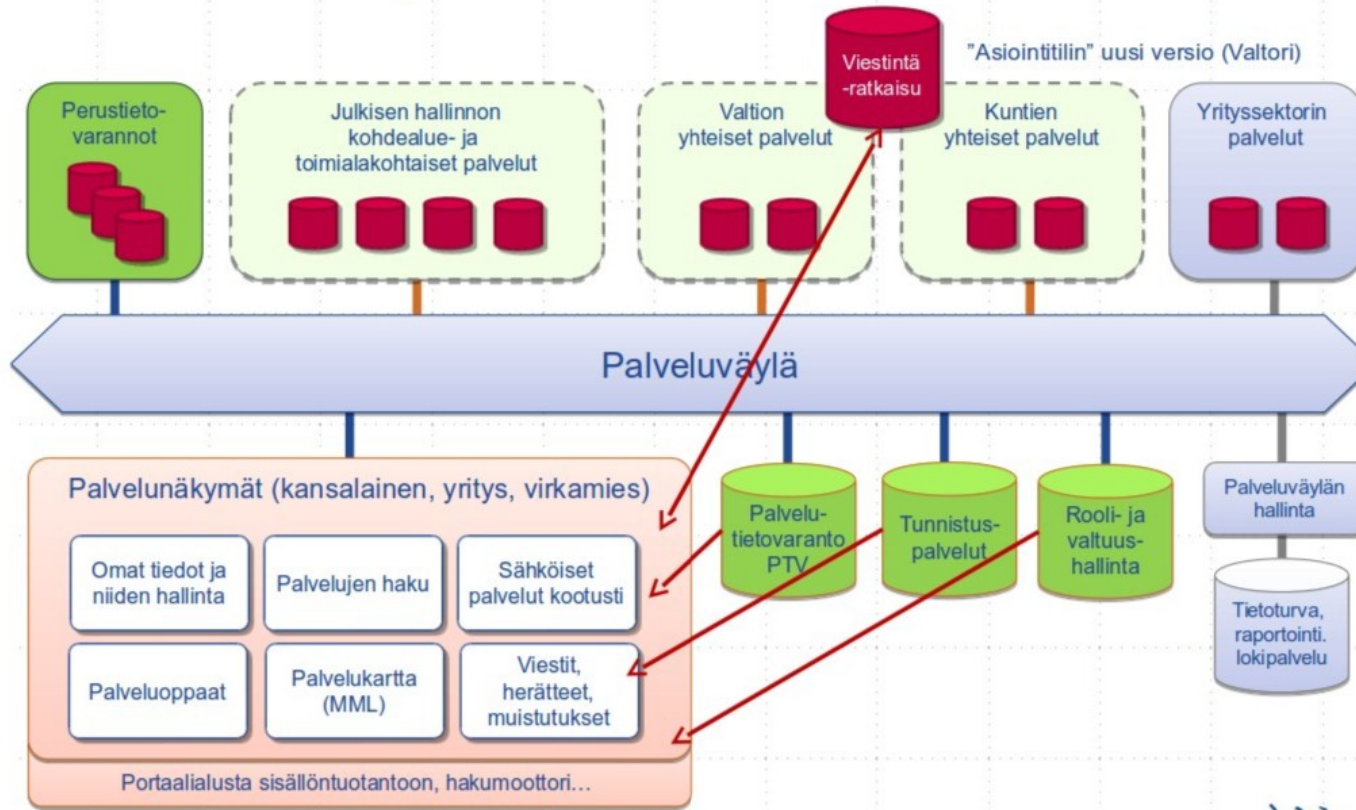 Viestintä
-ratkaisu
"Asiointitilin" uusi versio (Valtori)
Perustieto-
varannot
Julkisen hallinnon
kohdealue- ja
toimialakohtaiset palvelut
Valtion
yhteiset palvelut
Kuntien
yhteiset palvelut
Yrityssektorin
palvelut
Palveluväylä
Palvelunäkymät (kansalainen, yritys, virkamies)
Omat tiedot ja
niiden hallinta
Palvelujen haku
Sähköiset
palvelut kootusti
Palveluoppaat
Palvelukartta
(MML)
Viestit,
herätteet,
muistutukset
Portaalialusta sisällöntuotantoon, hakumoottori…
Palvelu-
tietovaranto
PTV
Tunnistus-
palvelut
Rooli- ja
valtuus-
hallinta
Palveluväylän
hallinta
Tietoturva,
raportointi.
lokipalvelu